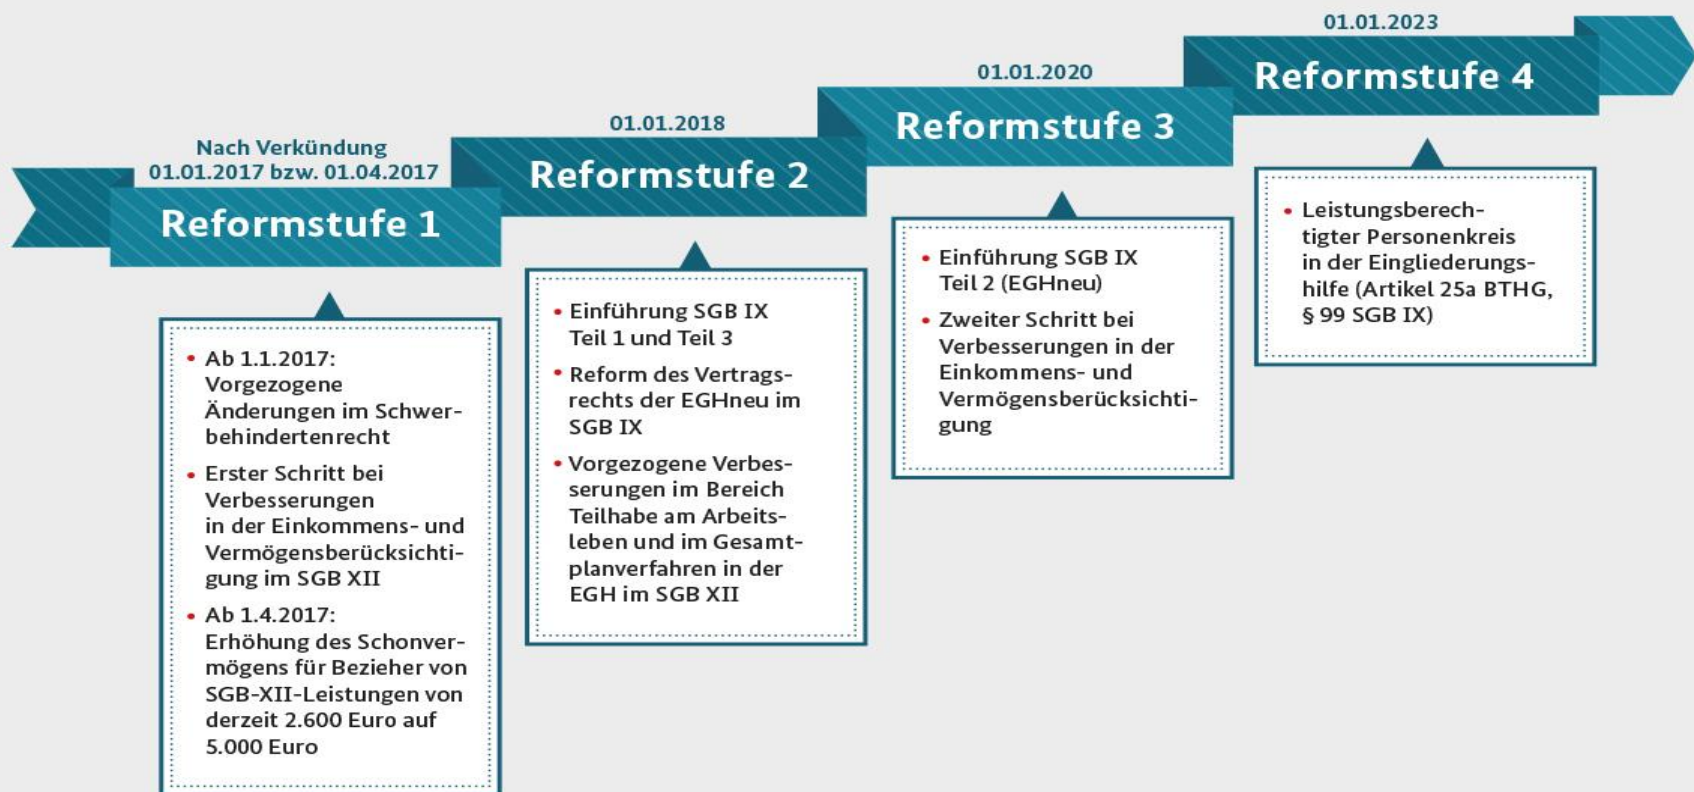 Nach Verkündung
01.01.2017 bzw. 01.04.2017
Reformstufe 1
• Ab 1.1.2017:
Vorgezogene
Änderungen im Schwer-
behindertenrecht
• Erster Schritt bei
Verbesserungen
in der Einkommens- und
Vermögensberücksichti-
gung im SGB XII
• Ab 1.4.2017:
Erhöhung des Schonver-
mögens für Bezieher von
SGB-XII-Leistungen von
derzeit 2.600 Euro auf
5.000 Euro
01.01.2018
Reformstufe 2
• Einführung SGB IX
Teil 1 und Teil 3
• Reform des Vertrags-
rechts der EGHneu im
SGB IX
• Vorgezogene Verbes-
serungen im Bereich
Teilhabe am Arbeits-
leben und im Gesamt-
planverfahren in der
EGH im SGB XII
01.01.2020
Reformstufe 3
• Einführung SGB IX
Teil 2 (EGHneu)
• Zweiter Schritt bei
Verbesserungen in der
Einkommens- und
Vermögensberücksichti-
gung
01.01.2023
Reformstufe 4
• Leistungsberech-
tigter Personenkreis
in der Eingliederungs-
hilfe (Artikel 25a BTHG,
§ 99 SGB IX)